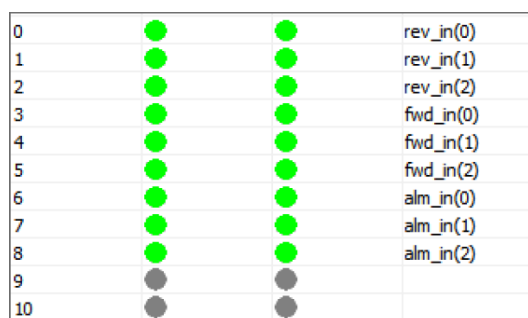 0 rev_in(0)
1 rev_in(1)
2 rev_in(2)
3 fwd_in(0)
4 fwd_in(1)
5 fwd_in(2)
6 alm_in(0)
7 alm_in(1)
8 alm_in(2)
9
10